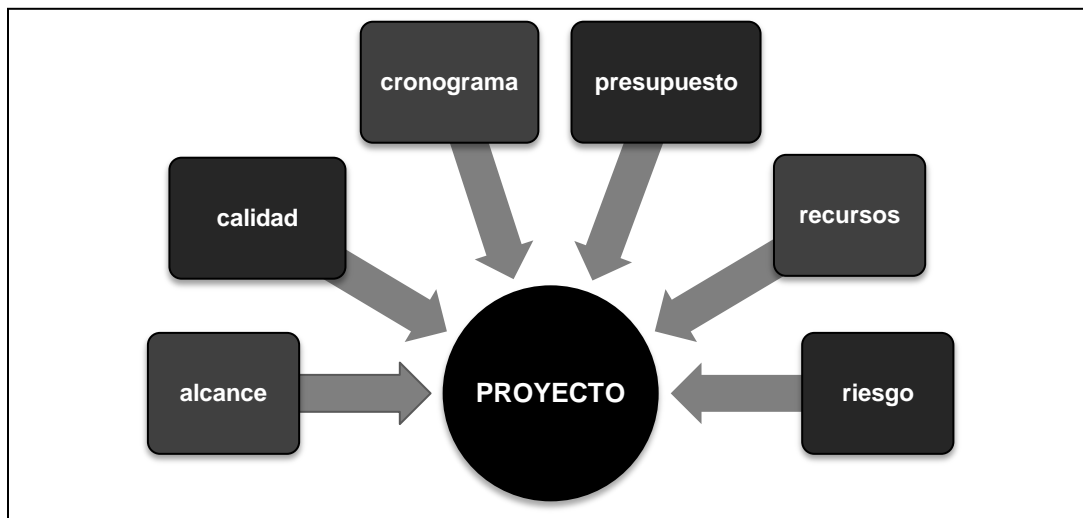 cronograma
presupuesto
calidad
recursos
alcance
PROYECTO
riesgo